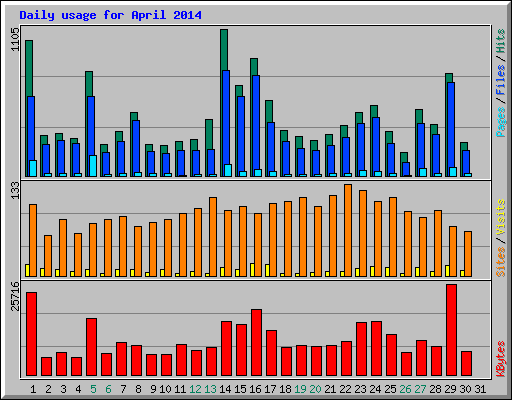 Daily usage for April 2014
1105
Pages / Files / Hits
133
Sites / Visits
25716
KBytes
1 2 3 4 5 6 7 8 9 10 11 12 13 14 15 16 17 18 19 20 21 22 23 24 25 26 27 28 29 30 31